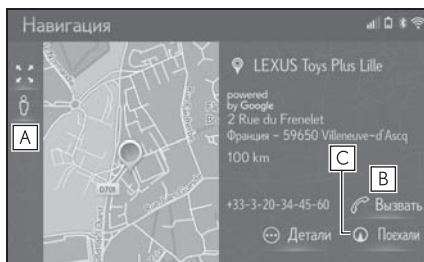 Навигация
LEXUS Toys Plus Lille
powered
by Google
2 Rue du Frenelet
Франция - 59650 Villeneuve-d'Ascq
100 km
+33-3-20-34-45-60
Вызвать
Детали
Поехали
A
B
C
D701